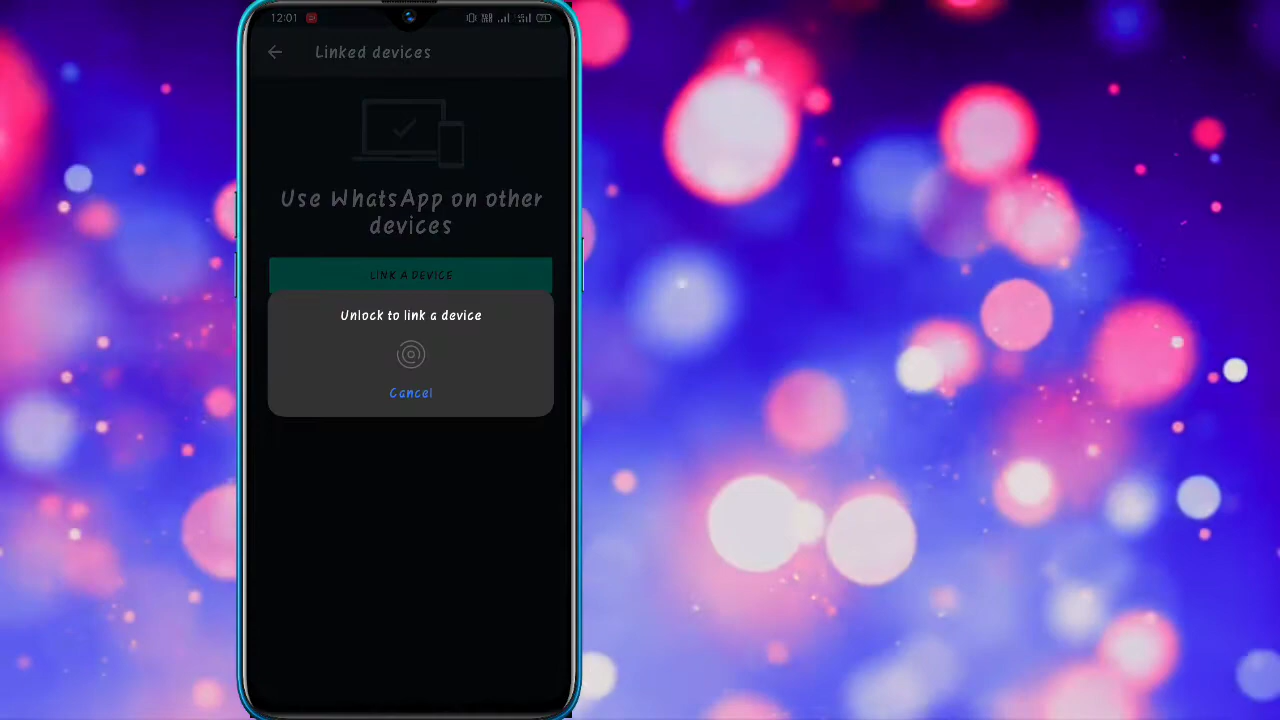 12:01
Linked devices
Use WhatsApp on other
devices
LINK A DEVICE
Unlock to link a device
Cancel